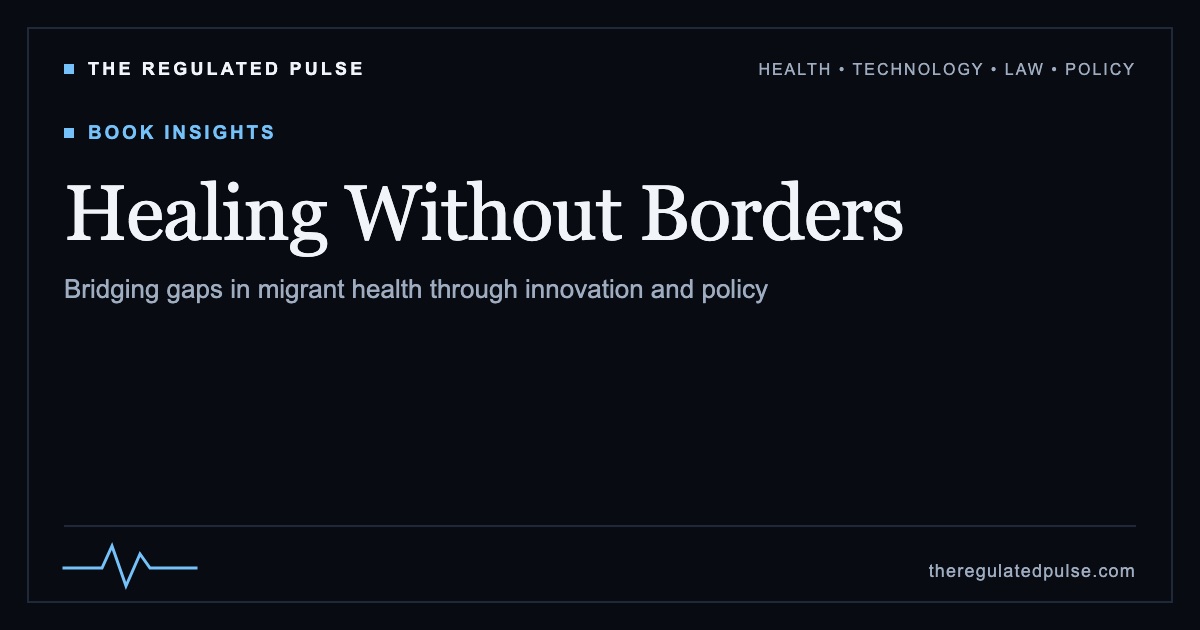 THE REGULATED PULSE
HEALTH • TECHNOLOGY • LAW • POLICY
BOOK INSIGHTS
Healing Without Borders
Bridging gaps in migrant health through innovation and policy
theregulatedpulse.com